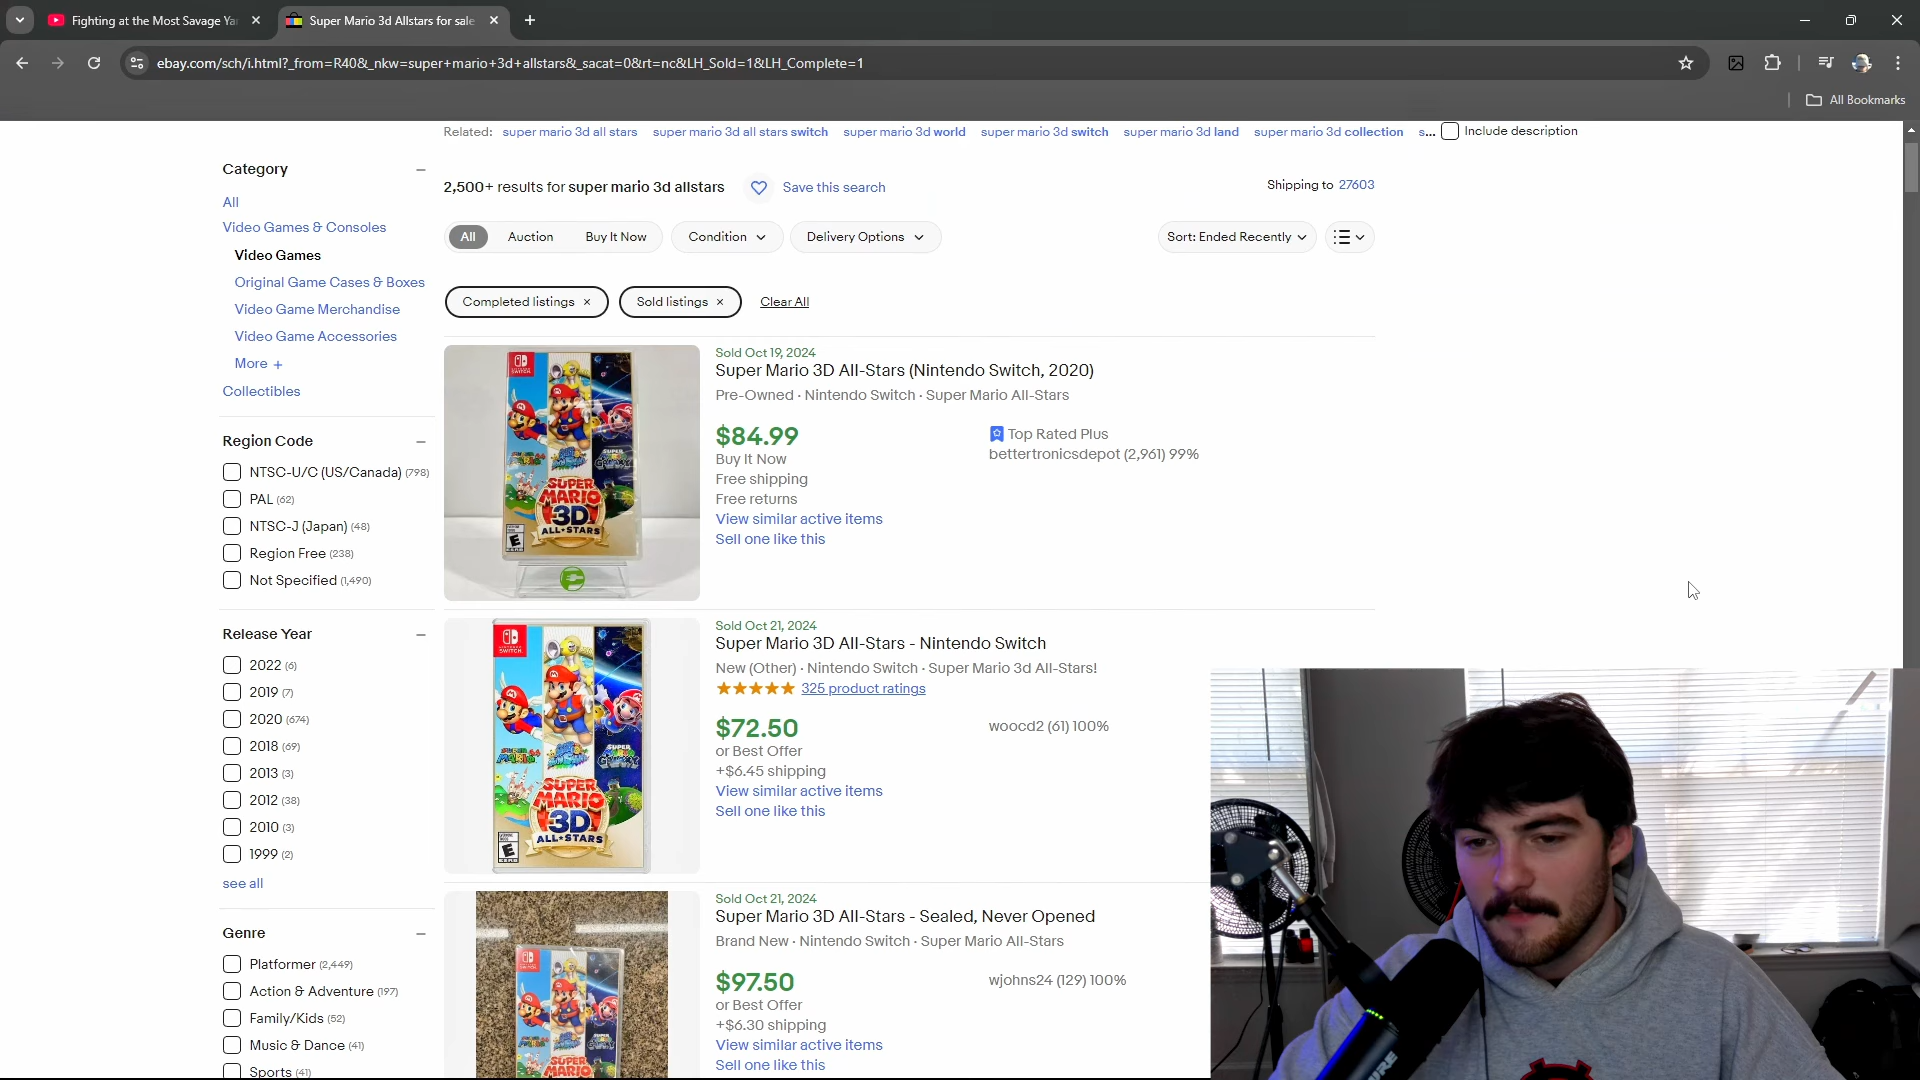 Fighting at the Most Savage Ya
Super Mario 3d Allstars for sale
ebay.com/sch/i.html?_from=R40&_nkw=super+mario+3d+allstars&_sacat=0&rt=nc&LH_Sold=1&LH_Complete=1
All Bookmarks
Related: super mario 3d all stars super mario 3d all stars switch super mario 3d world super mario 3d switch super mario 3d land super mario 3d collection s... Include description
Category
All
Video Games & Consoles
Video Games
Original Game Cases & Boxes
Video Game Merchandise
Video Game Accessories
More +
Collectibles
Region Code
NTSC-U/C (US/Canada) (798)
PAL (62)
NTSC-J (Japan) (48)
Region Free (238)
Not Specified (1,490)
Release Year
2022 (6)
2019 (7)
2020 (674)
2018 (69)
2013 (3)
2012 (38)
2010 (3)
1999 (2)
see all
Genre
Platformer (2,449)
Action & Adventure (197)
Family/Kids (52)
Music & Dance (41)
Sports (41)
2,500+ results for super mario 3d allstars
Save this search
Shipping to 27603
All Auction Buy It Now Condition Delivery Options Sort: Ended Recently
Completed listings × Sold listings × Clear All
Sold Oct 19, 2024
Super Mario 3D All-Stars (Nintendo Switch, 2020)
Pre-Owned · Nintendo Switch · Super Mario All-Stars
$84.99
Buy It Now
Free shipping
Free returns
View similar active items
Sell one like this
Top Rated Plus
bettertronicsdepot (2,961) 99%
SUPER
MARIO
3D
ALL★STARS
E
Sold Oct 21, 2024
Super Mario 3D All-Stars - Nintendo Switch
New (Other) · Nintendo Switch · Super Mario 3d All-Stars!
325 product ratings
$72.50
or Best Offer
+$6.45 shipping
View similar active items
Sell one like this
woocd2 (61) 100%
SUPER
MARIO
3D
ALL★STARS
E
Sold Oct 21, 2024
Super Mario 3D All-Stars - Sealed, Never Opened
Brand New · Nintendo Switch · Super Mario All-Stars
$97.50
or Best Offer
+$6.30 shipping
View similar active items
Sell one like this
wjohns24 (129) 100%
SUPER